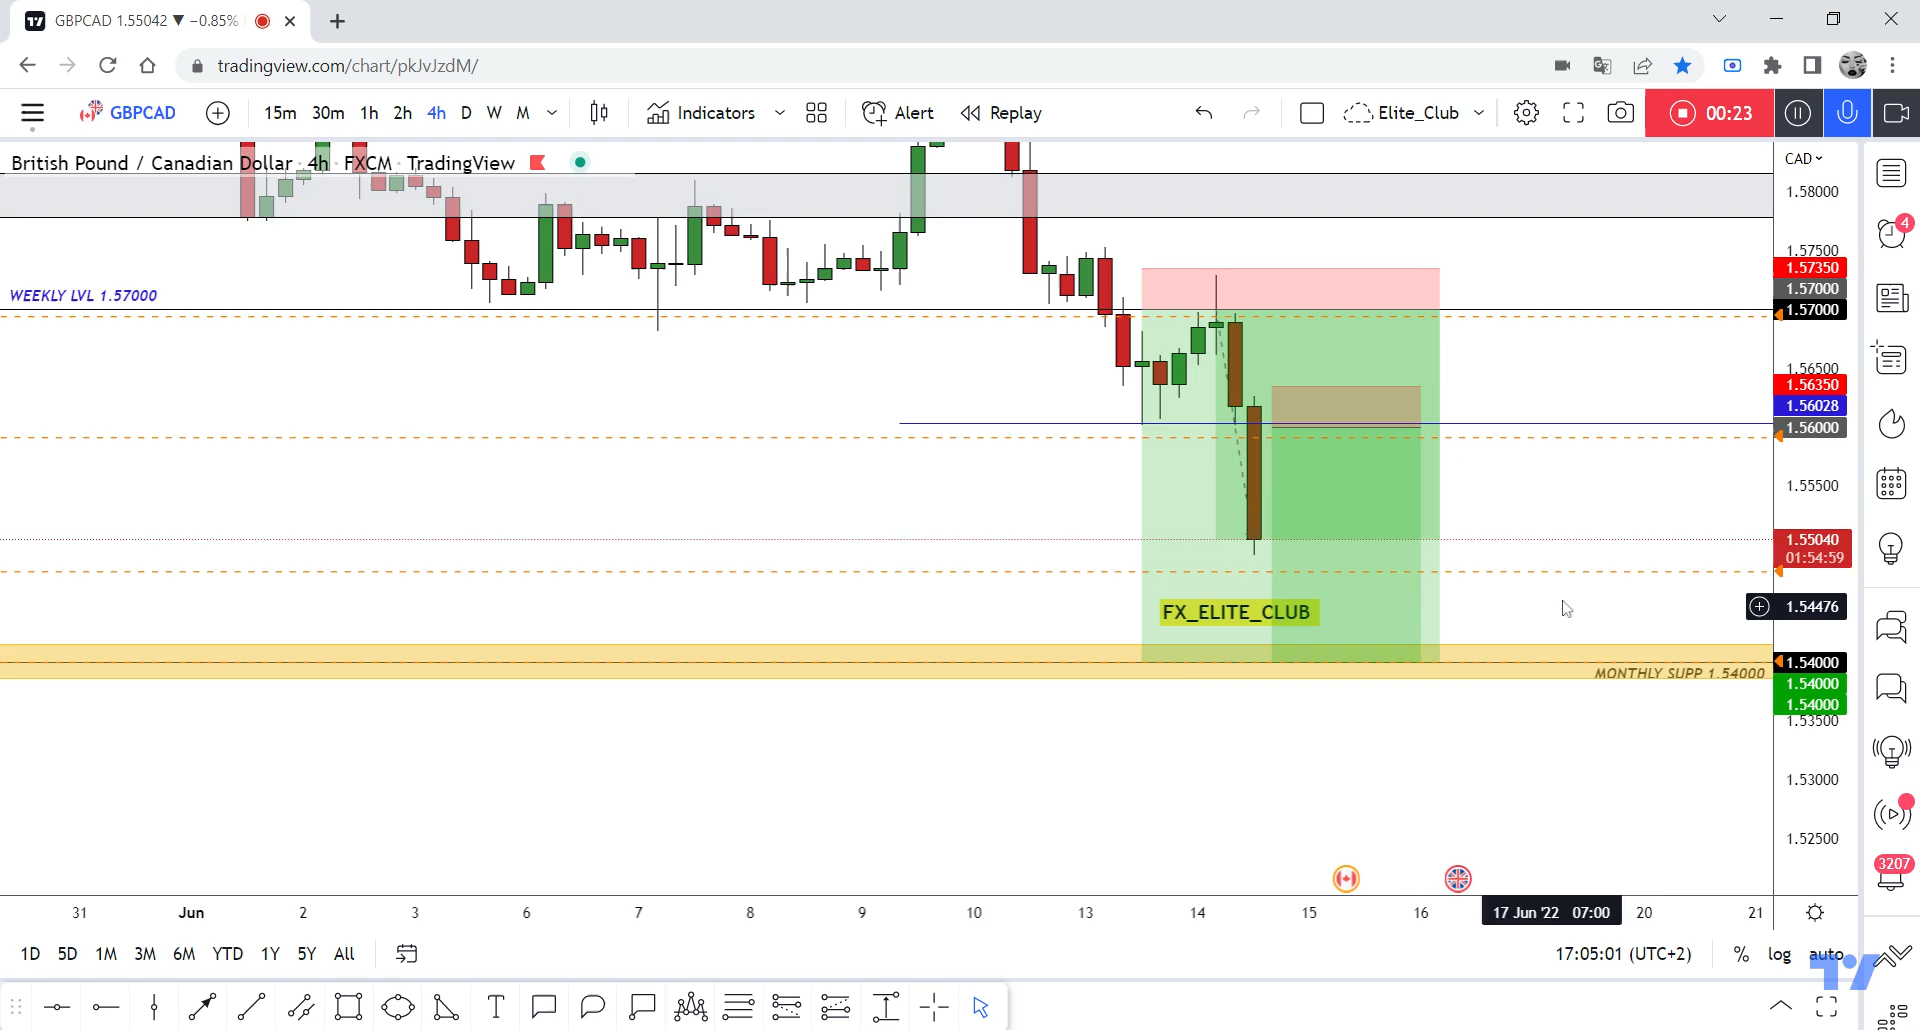 GBPCAD 1.55042 ▼ −0.85%
tradingview.com/chart/pkJvJzdM/
GBPCAD 15m 30m 1h 2h 4h D W M Indicators Alert Replay Elite_Club 00:23
British Pound / Canadian Dollar · 4h · FXCM · TradingView
CAD
1.58000
4
1.57500
1.57350
1.57000
WEEKLY LVL 1.57000
1.57000
1.56500
1.56350
1.56028
1.56000
1.55500
1.55040
01:54:59
FX_ELITE_CLUB
1.54476
1.54000
MONTHLY SUPP 1.54000
1.54000
1.54000
1.53500
1.53000
1.52500
3207
31 Jun 2 3 6 7 8 9 10 13 14 15 16 17 Jun '22 07:00 20 21
1D 5D 1M 3M 6M YTD 1Y 5Y All 17:05:01 (UTC+2) % log auto